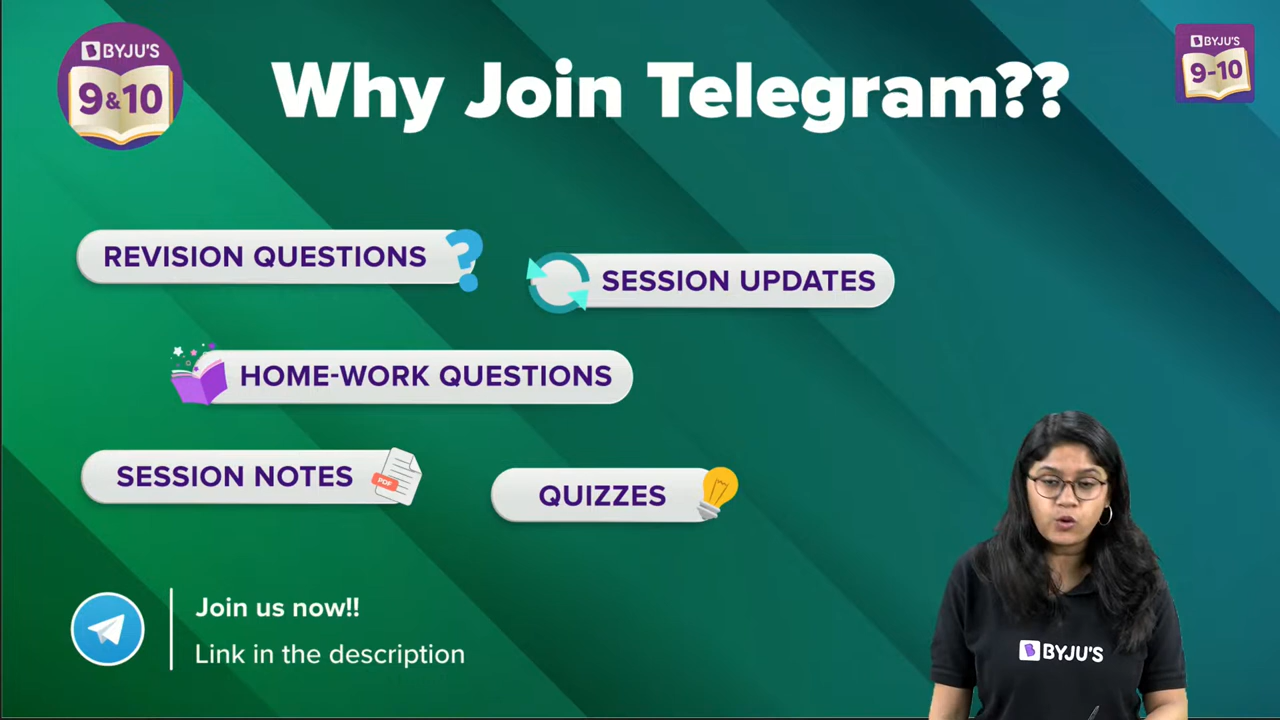 BYJU'S
9&10
Why Join Telegram??
BYJU'S
9-10
REVISION QUESTIONS
SESSION UPDATES
HOME-WORK QUESTIONS
SESSION NOTES
PDF
QUIZZES
Join us now!!
Link in the description
BYJU'S